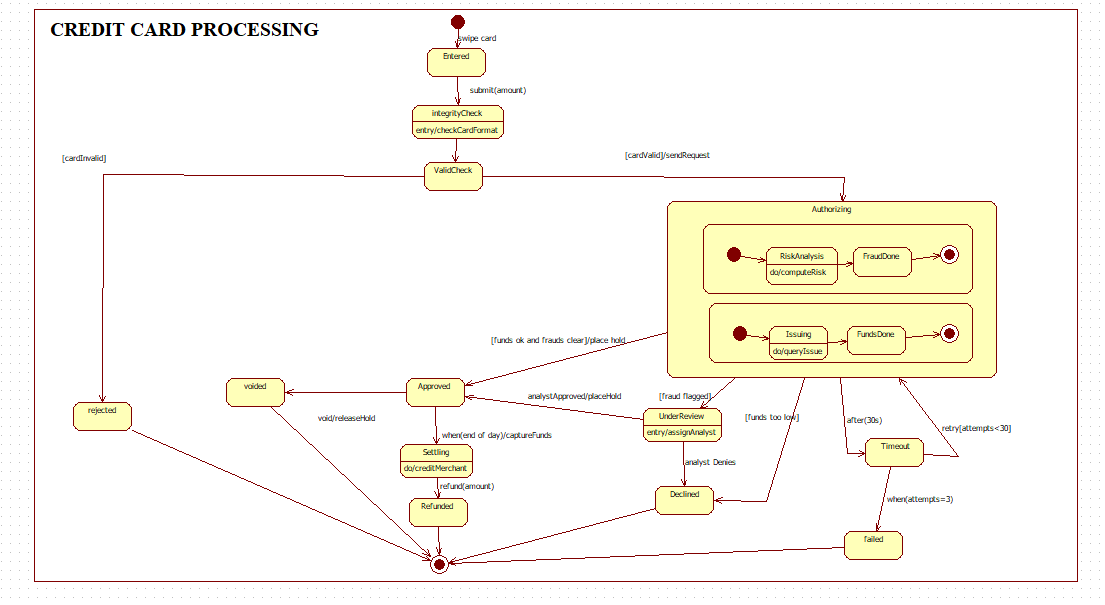 CREDIT CARD PROCESSING
swipe card
Entered
submit(amount)
integrityCheck
entry/checkCardFormat
[cardInvalid]
[cardValid]/sendRequest
ValidCheck
Authorizing
RiskAnalysis
do/computeRisk
FraudDone
Issuing
do/queryIssue
FundsDone
[funds ok and frauds clear]/place hold
voided
Approved
analystApproved/placeHold
[fraud flagged]
rejected
void/releaseHold
UnderReview
entry/assignAnalyst
[funds too low]
after(30s)
retry[attempts<30]
when(end of day)/captureFunds
Settling
do/creditMerchant
Timeout
analyst Denies
refund(amount)
Declined
when(attempts=3)
Refunded
failed